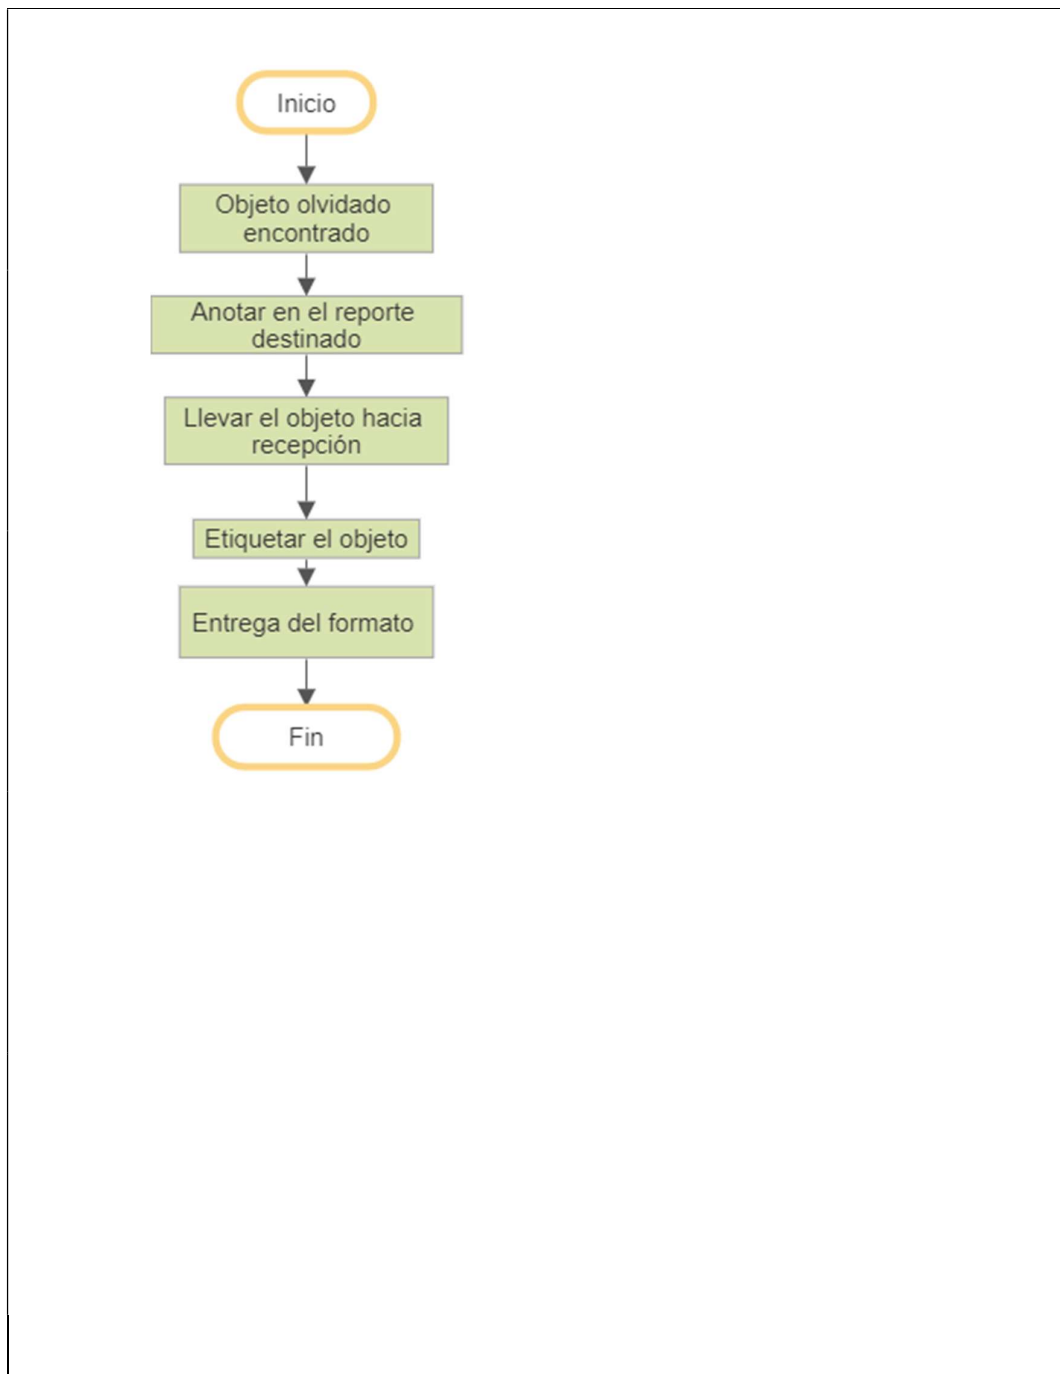 Inicio
Objeto olvidado
encontrado
Anotar en el reporte
destinado
Llevar el objeto hacia
recepción
Etiquetar el objeto
Entrega del formato
Fin